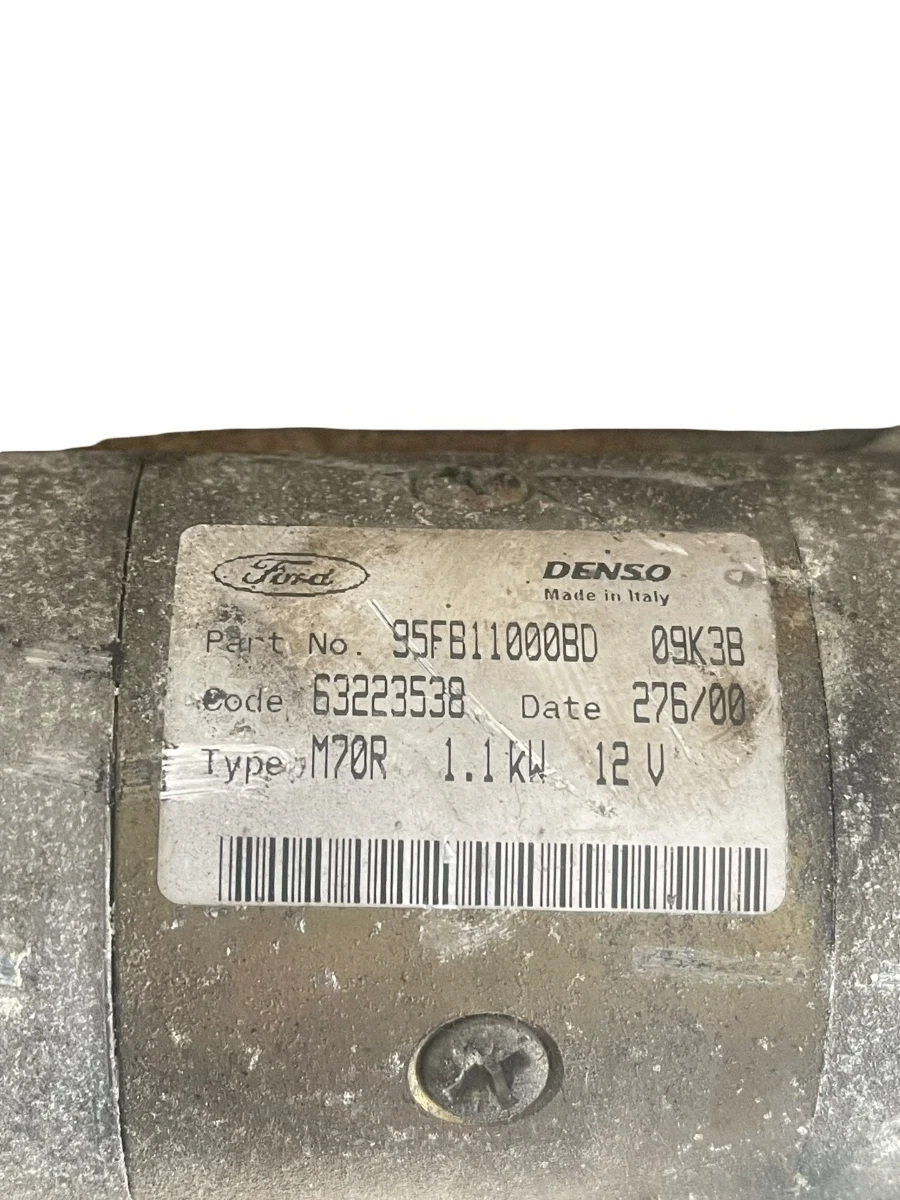 Ford DENSO
Made in Italy
Part No. 95FB11000BD 09K3B
Code 63223538 Date 276/00
Type M70R 1.1 kW 12 V